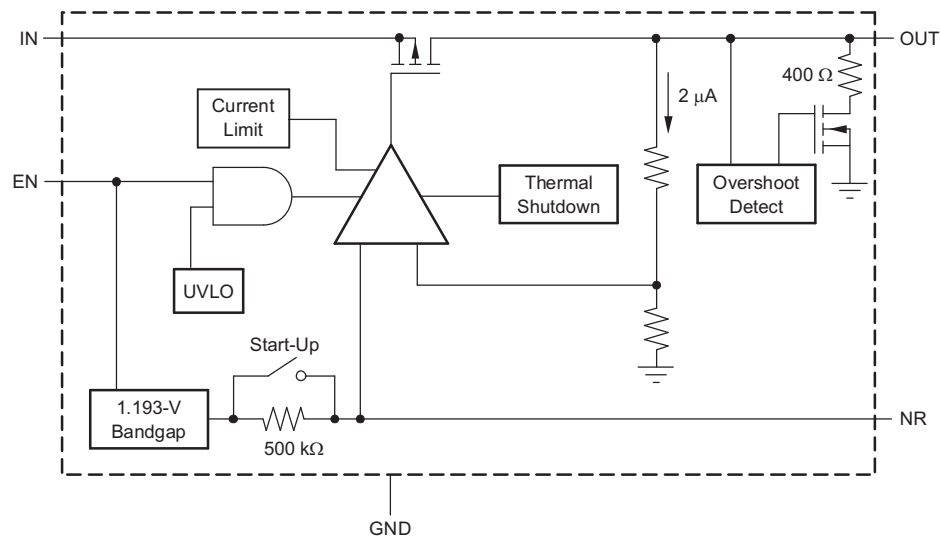 IN
OUT
400 Ω
2 μA
Current
Limit
EN
Thermal
Shutdown
Overshoot
Detect
UVLO
Start-Up
1.193-V
Bandgap
500 kΩ
NR
GND